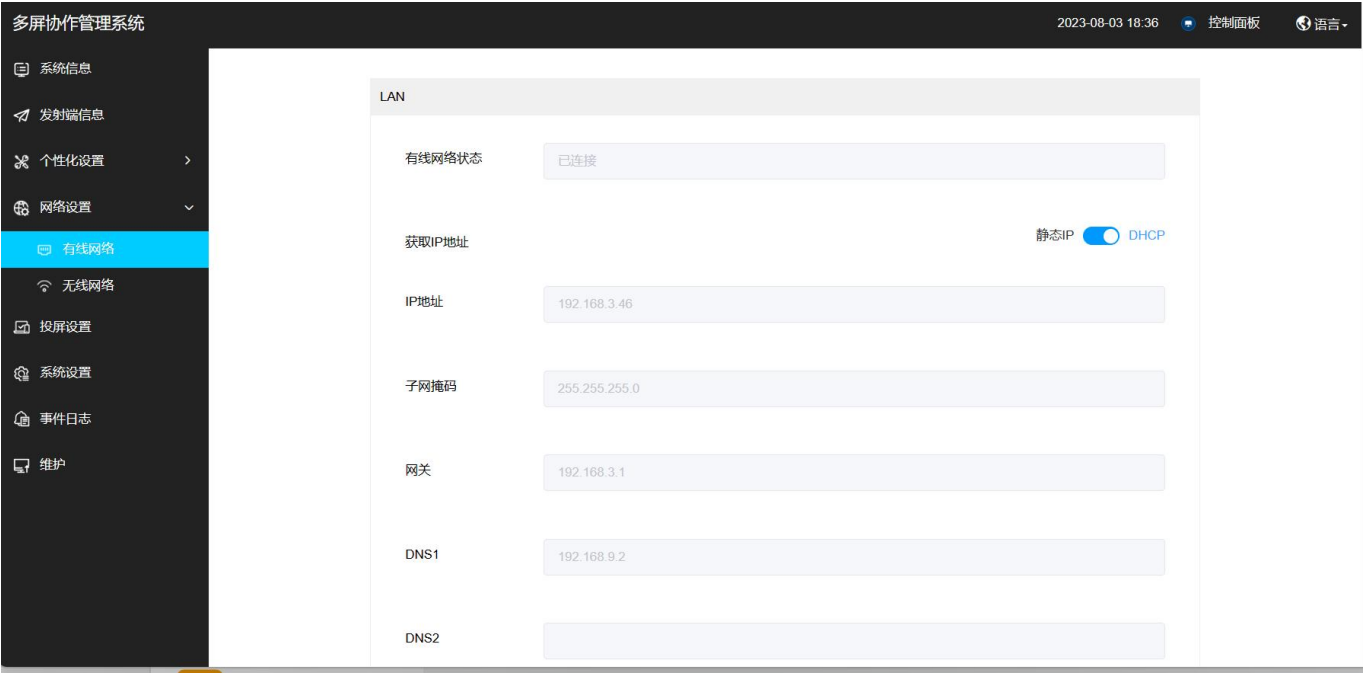 多屏协作管理系统
2023-08-03 18:36 控制面板 语言
系统信息
发射端信息
个性化设置
网络设置
有线网络
无线网络
投屏设置
系统设置
事件日志
维护
LAN
有线网络状态 已连接
获取IP地址 静态IP DHCP
IP地址 192.168.3.46
子网掩码 255.255.255.0
网关 192.168.3.1
DNS1 192.168.9.2
DNS2